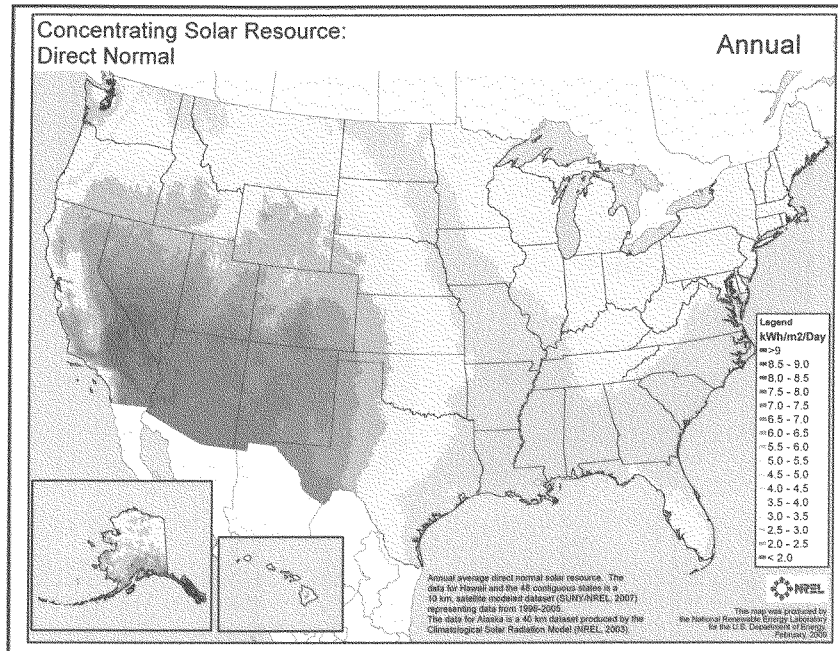 Concentrating Solar Resource:
Direct Normal
Annual
Legend
kWh/m2/Day
>9
8.5 - 9.0
8.0 - 8.5
7.5 - 8.0
7.0 - 7.5
6.5 - 7.0
6.0 - 6.5
5.5 - 6.0
5.0 - 5.5
4.5 - 5.0
4.0 - 4.5
3.5 - 4.0
3.0 - 3.5
2.5 - 3.0
2.0 - 2.5
< 2.0
Annual average direct normal solar resource. The
data for Hawaii and the 48 contiguous states is a
10 km, satellite modeled dataset (SUNY/NREL, 2007)
representing data from 1998-2005.
The data for Alaska is a 40 km dataset produced by the
Climatological Solar Radiation Model (NREL, 2003).
NREL
This map was produced by
the National Renewable Energy Laboratory
for the U.S. Department of Energy.
February, 2009